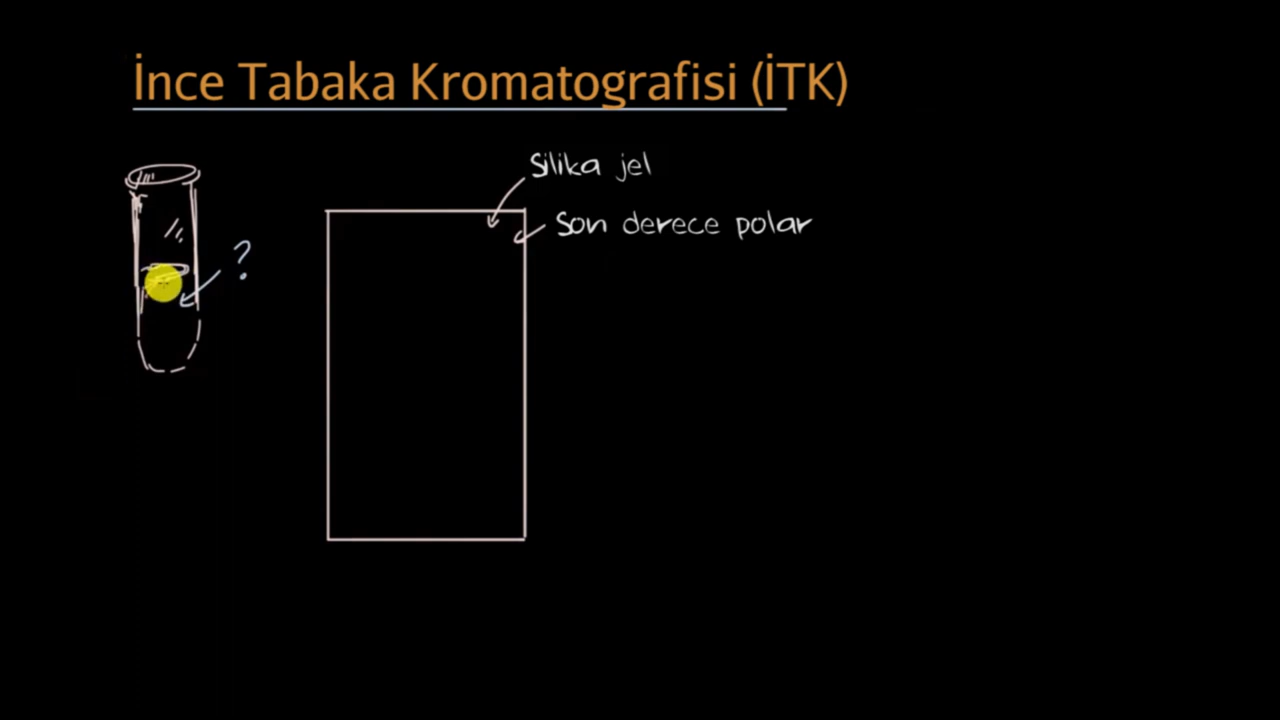 İnce Tabaka Kromatografisi (İTK)
Silika jel
Son derece polar
?